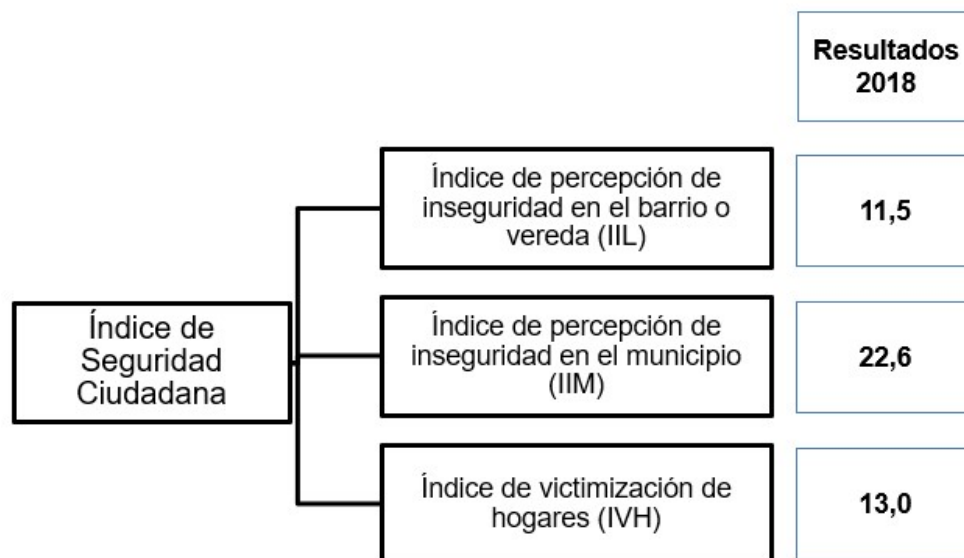 Resultados
2018
Índice de percepción de
inseguridad en el barrio o
vereda (IIL)
11,5
Índice de
Seguridad
Ciudadana
Índice de percepción de
inseguridad en el municipio
(IIM)
22,6
Índice de victimización de
hogares (IVH)
13,0